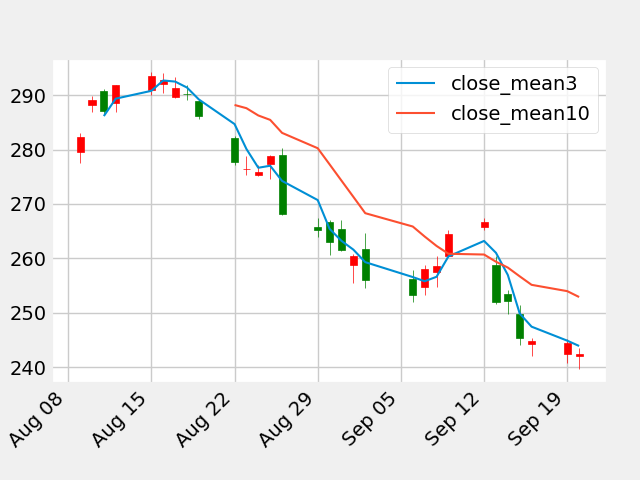 close_mean3
close_mean10
290
280
270
260
250
240
Aug 08
Aug 15
Aug 22
Aug 29
Sep 05
Sep 12
Sep 19